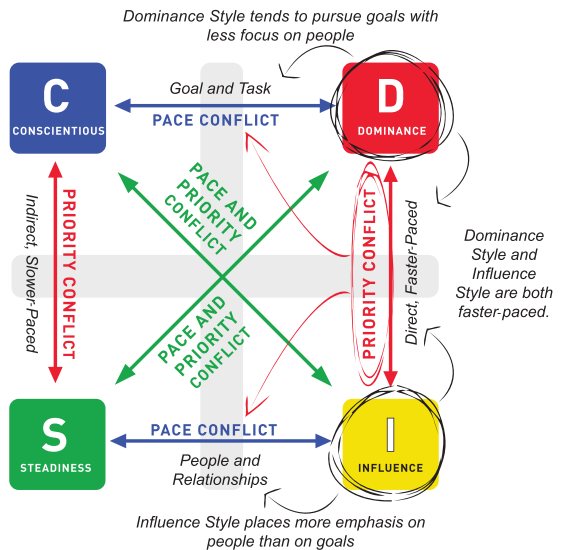 Dominance Style tends to pursue goals with
less focus on people
C
CONSCIENTIOUS
Goal and Task
PACE CONFLICT
D
DOMINANCE
PACE AND
PRIORITY
CONFLICT
Indirect, Slower-Paced
PRIORITY CONFLICT
PRIORITY CONFLICT
Direct, Faster-Paced
Dominance
Style and
Influence
Style are both
faster-paced.
PACE AND
PRIORITY
CONFLICT
S
STEADINESS
PACE CONFLICT
People and
Relationships
I
INFLUENCE
Influence Style places more emphasis on
people than on goals